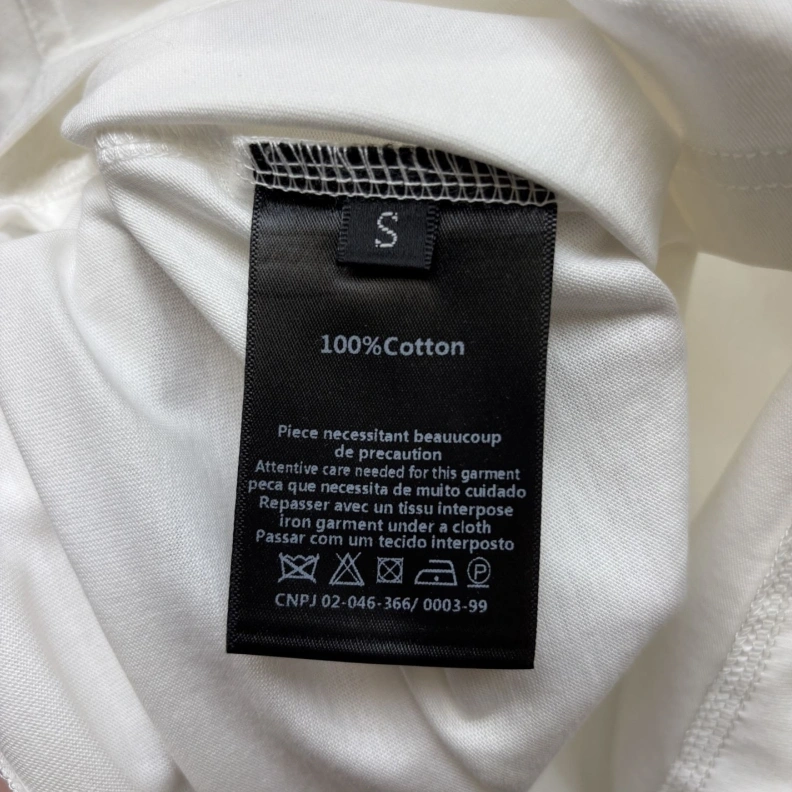 S
100%Cotton
Piece necessitant beauucoup
de precaution
Attentive care needed for this garment
peca que necessita de muito cuidado
Repasser avec un tissu interpose
iron garment under a cloth
Passar com um tecido interposto
P
CNPJ 02-046-366/ 0003-99